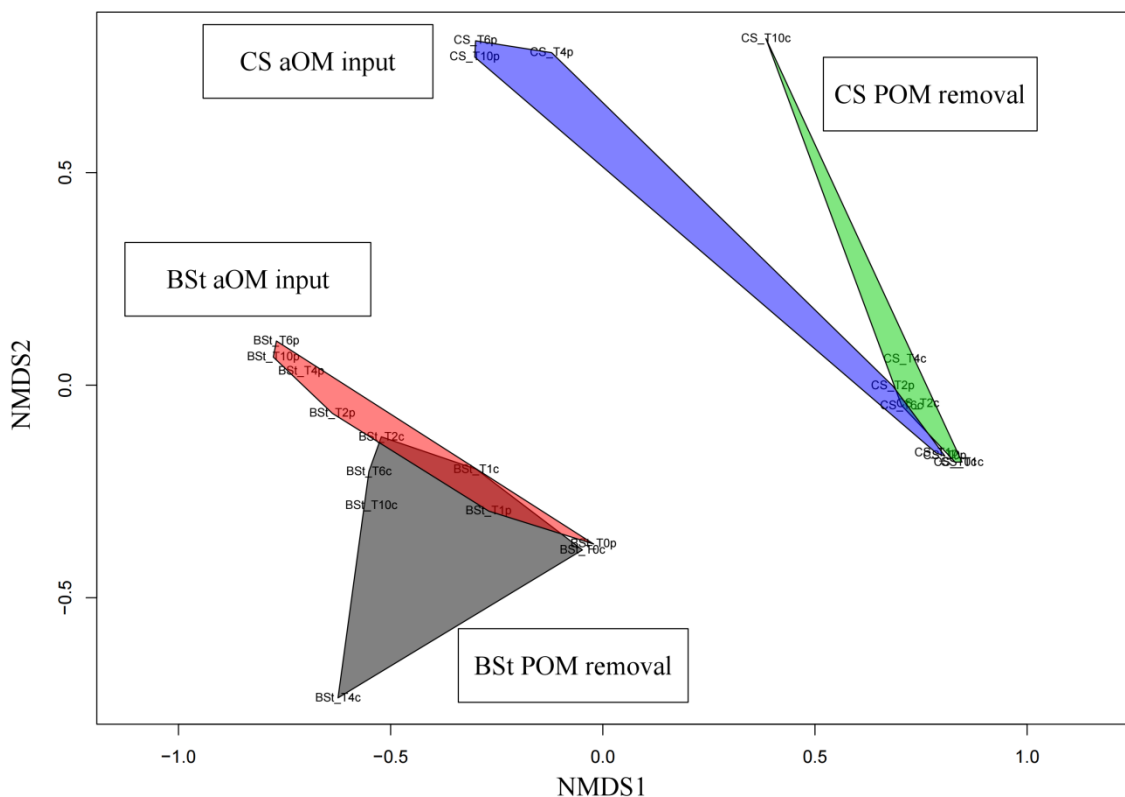 CS_T6p
CS_T10p
CS_T4p
CS_T10c
CS aOM input
CS POM removal
0.5
BSt aOM input
BSt_T6p
BSt_T10p
BSt_T4p
BSt_T2p
CS_T4c
CS_T2p
CS_T2c
CS_T6c
0.0
NMDS2
BSt_T2c
BSt_T6c
BSt_T1c
BSt_T10c
BSt_T1p
BSt_T0p
BSt_T0c
−0.5
BSt POM removal
BSt_T4c
−1.0
−0.5
0.0
0.5
1.0
NMDS1